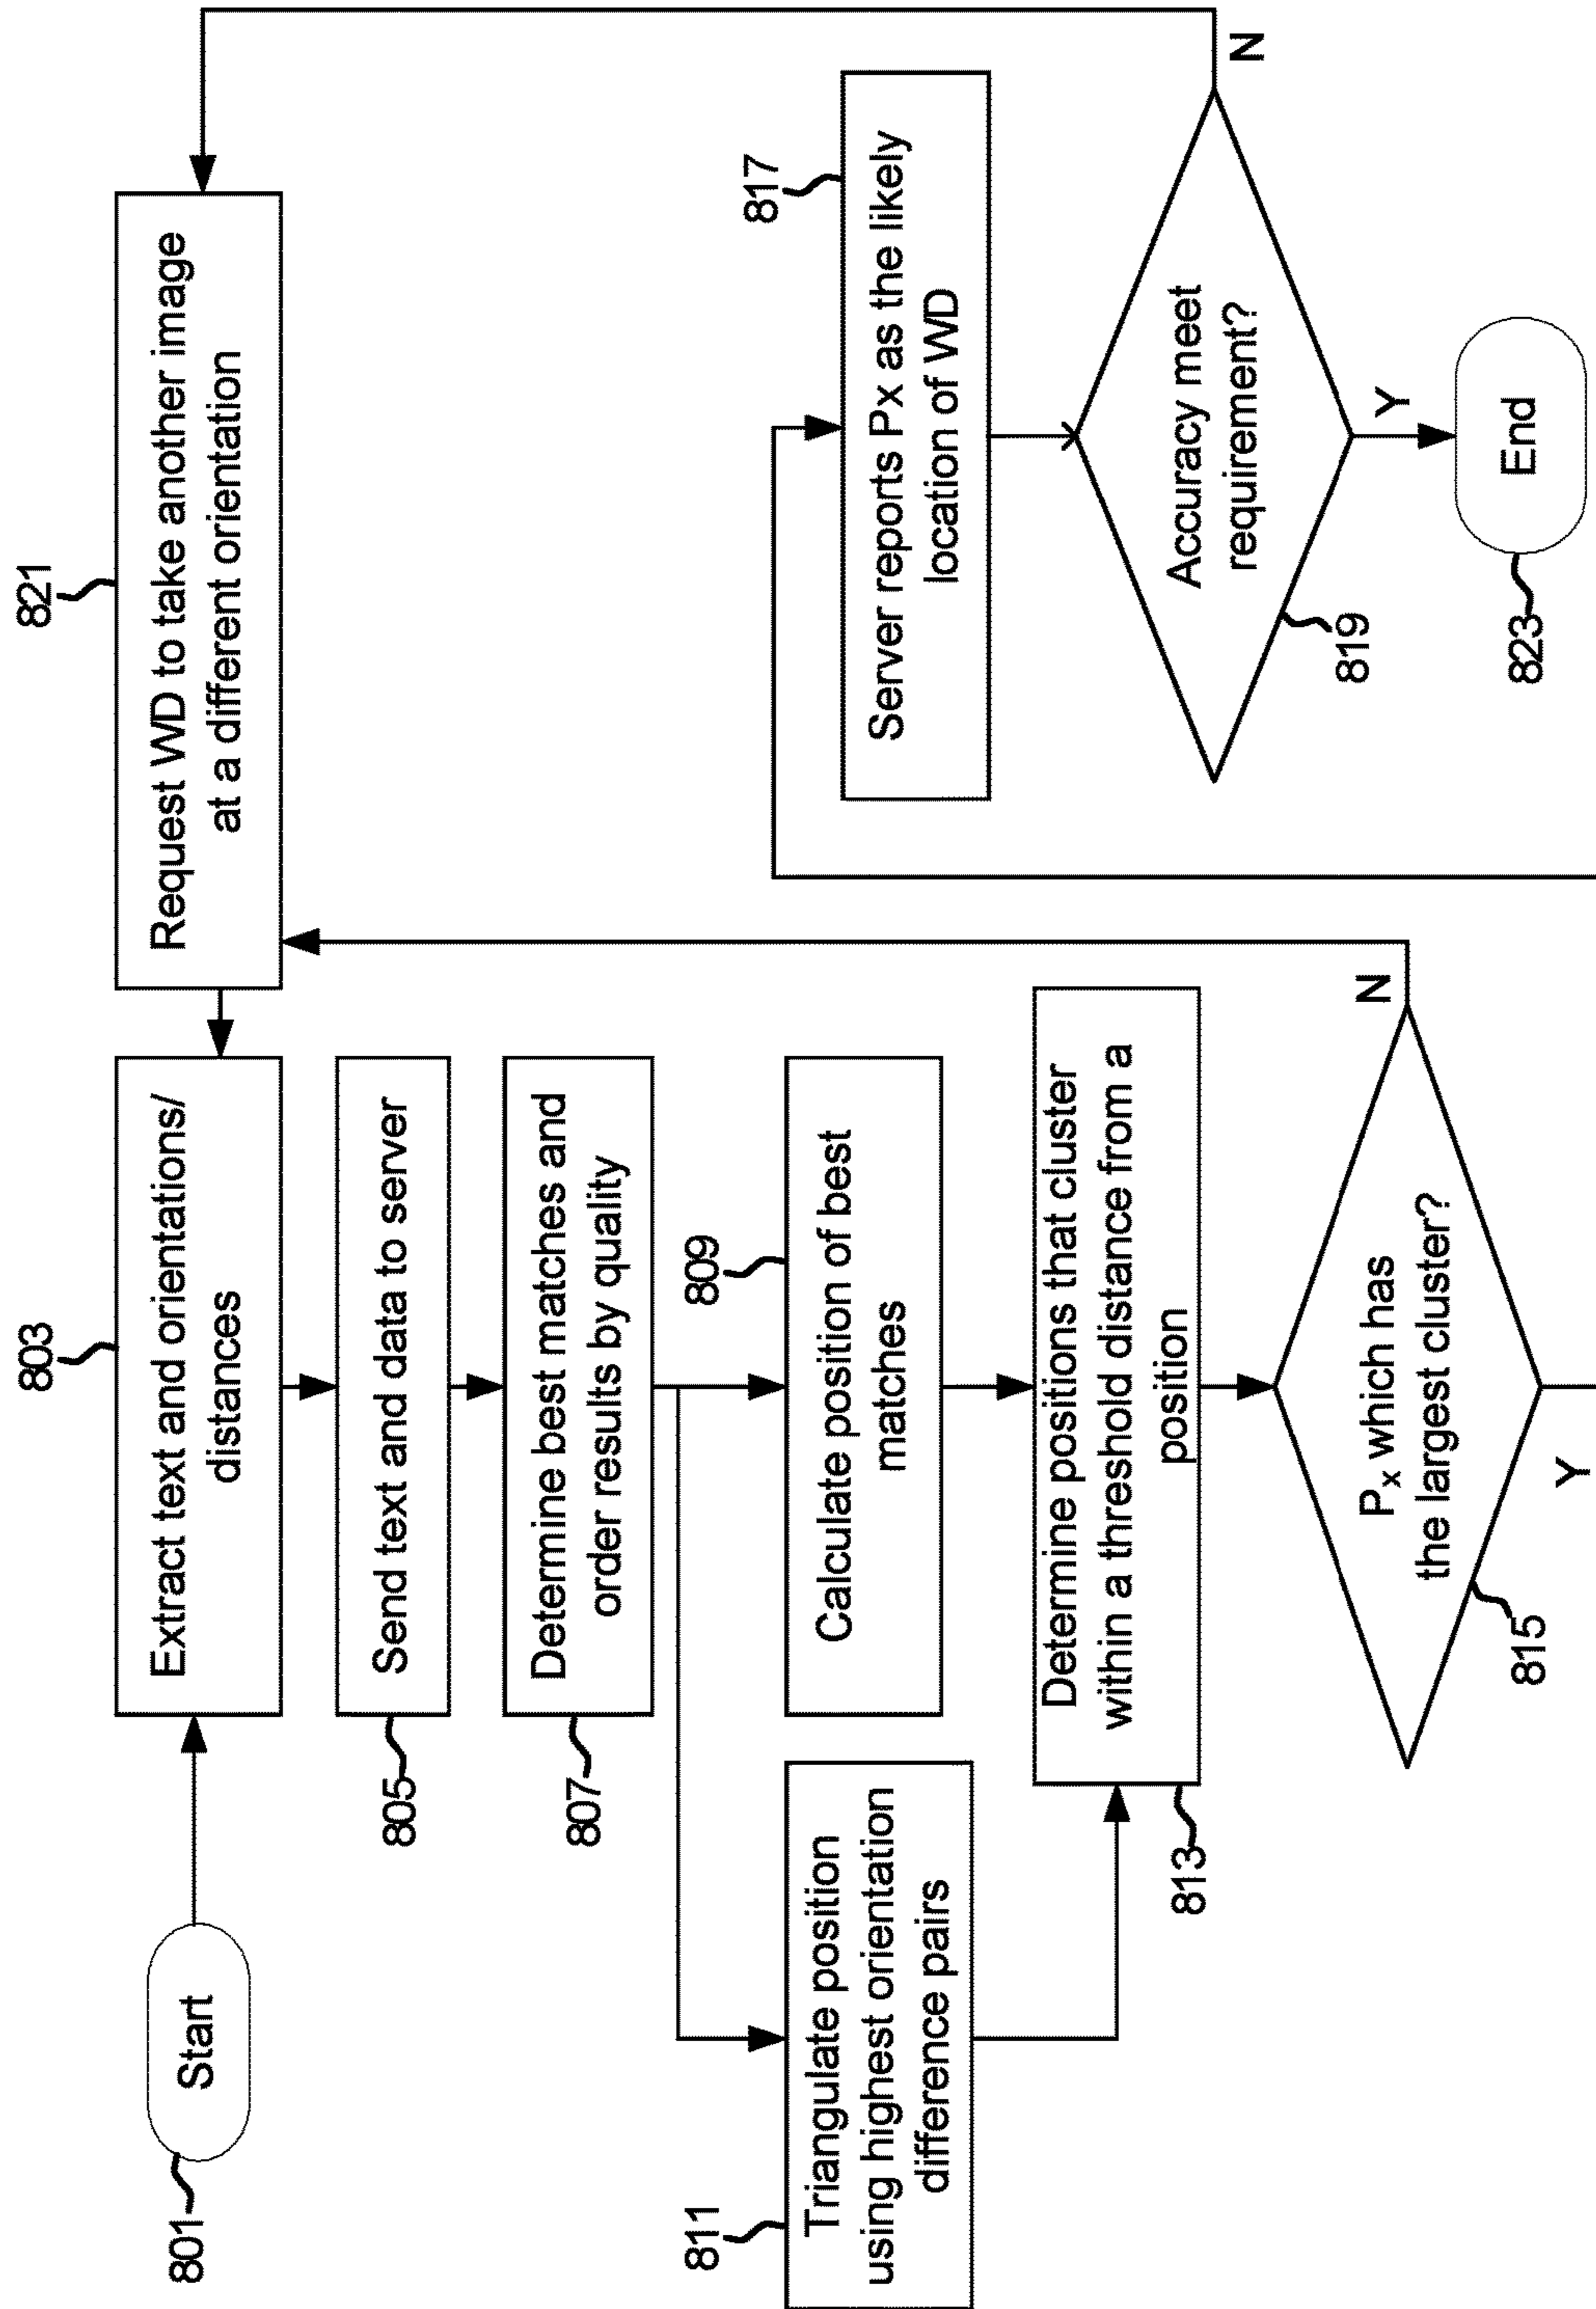 801
Start
803
Extract text and orientations/
distances
821
Request WD to take another image
at a different orientation
805
Send text and data to server
807
Determine best matches and
order results by quality
811
Triangulate position
using highest orientation
difference pairs
809
Calculate position of best
matches
813
Determine positions that cluster
within a threshold distance from a
position
815
Px which has
the largest cluster?
N
Y
817
Server reports Px as the likely
location of WD
819
Accuracy meet
requirement?
N
Y
823
End